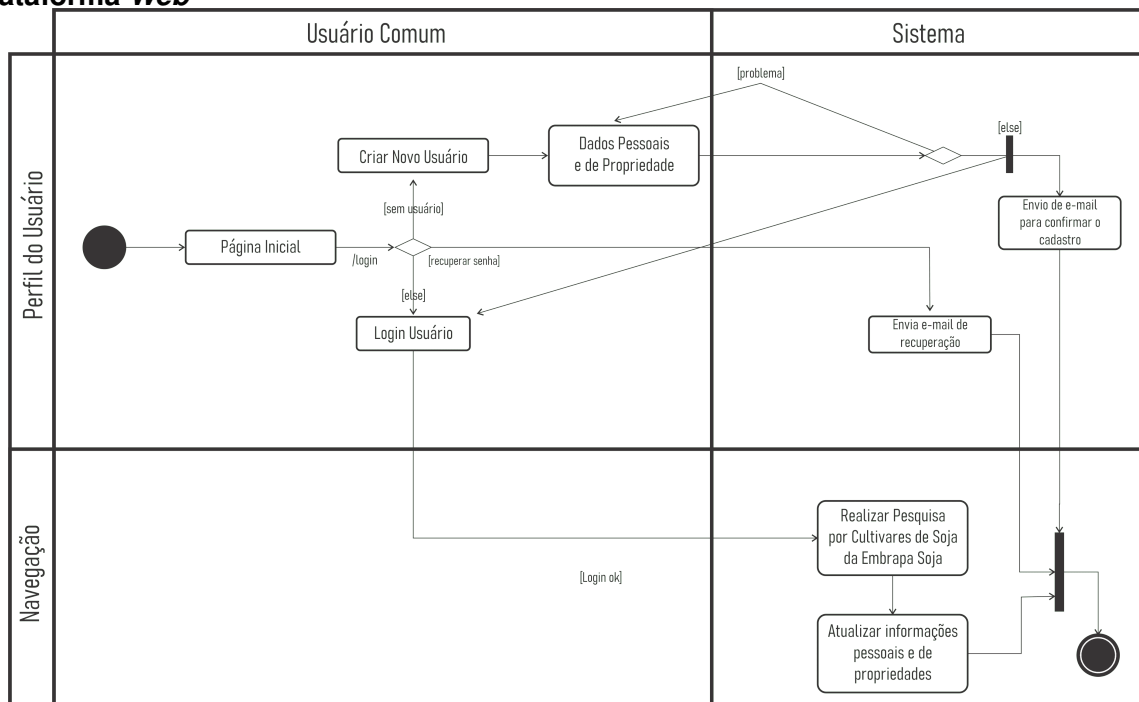 Web
Usuário Comum
Sistema
Perfil do Usuário
[problema]
[else]
Criar Novo Usuário
Dados Pessoais
e de Propriedade
[sem usuário]
Envio de e-mail
para confirmar o
cadastro
Página Inicial
/login
[recuperar senha]
[else]
Login Usuário
Envia e-mail de
recuperação
Navegação
Realizar Pesquisa
por Cultivares de Soja
da Embrapa Soja
[Login ok]
Atualizar informações
pessoais e de
propriedades